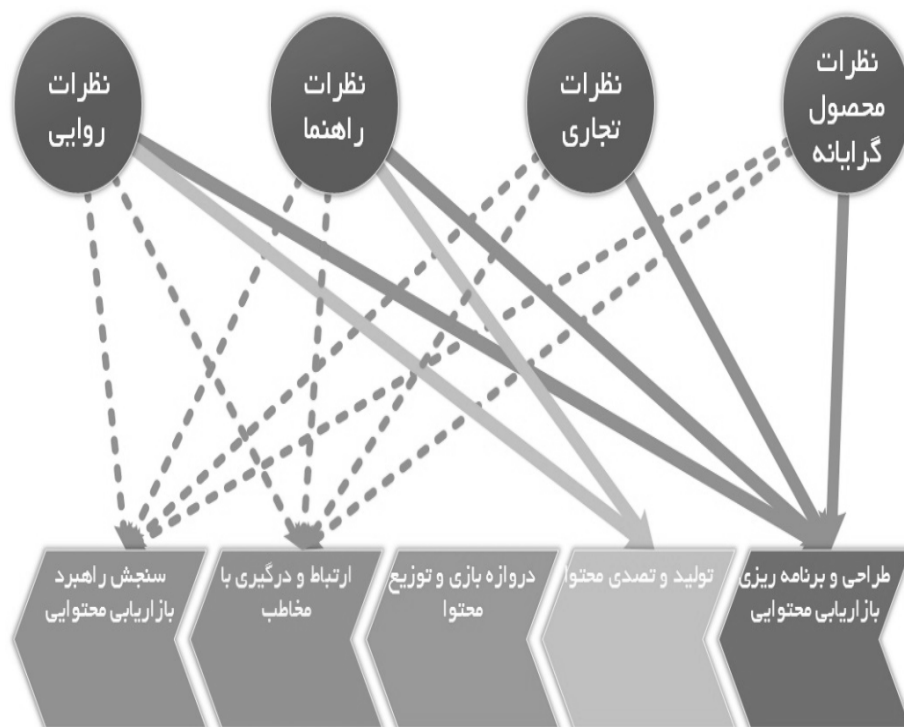 نظرات
محصول
گرایانه
نظرات
تجاری
نظرات
راهنما
نظرات
روایی
طراحی و برنامه ریزی
بازاریابی محتوایی
تولید و تصدی محتوا
دروازه بازی و توزیع
محتوا
ارتباط و درگیری با
مخاطب
سنجش راهبرد
بازاریابی محتوایی